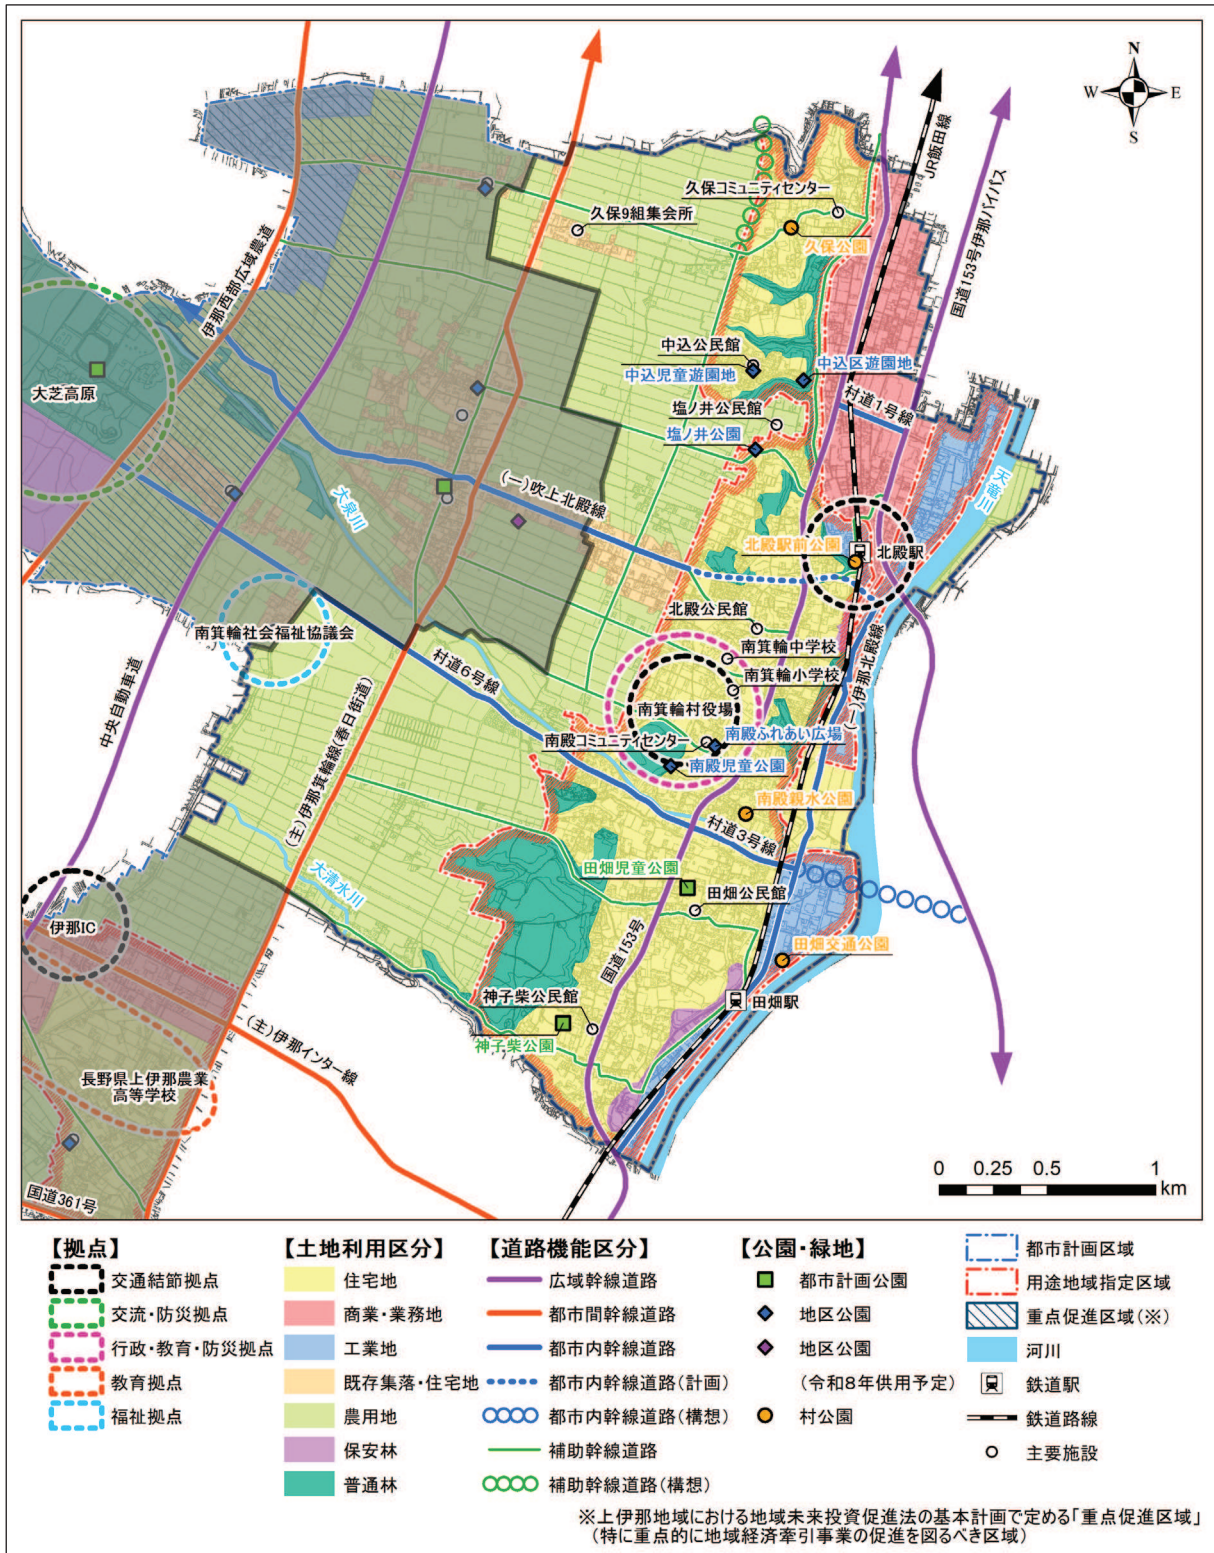 N
W
E
S
JR飯田線
国道153号伊那バイパス
伊那西部広域農道
久保コミュニティセンター
久保9組集会所
久保公園
中込公民館
中込児童遊園地
中込区遊園地
大芝高原
塩ノ井公民館
村道1号線
塩ノ井公園
天竜川
(一)吹上北殿線
大泉川
北殿駅前公園
北殿駅
北殿公民館
南箕輪社会福祉協議会
南箕輪中学校
村道6号線
南箕輪小学校
(一)伊那北殿線
中央自動車道
南箕輪村役場
南殿ふれあい広場
南殿コミュニティセンター
南殿児童公園
(主)伊那箕輪線(春日街道)
南殿親水公園
村道3号線
大清水川
田畑児童公園
田畑公民館
伊那IC
国道153号
田畑交通公園
神子柴公民館
田畑駅
神子柴公園
(主)伊那インター線
長野県上伊那農業
高等学校
国道361号
0 0.25 0.5 1
km
【拠点】
交通結節拠点
交流・防災拠点
行政・教育・防災拠点
教育拠点
福祉拠点
【土地利用区分】
住宅地
商業・業務地
工業地
既存集落・住宅地
農用地
保安林
普通林
【道路機能区分】
広域幹線道路
都市間幹線道路
都市内幹線道路
都市内幹線道路(計画)
都市内幹線道路(構想)
補助幹線道路
補助幹線道路(構想)
【公園・緑地】
都市計画公園
地区公園
地区公園
(令和8年供用予定)
村公園
都市計画区域
用途地域指定区域
重点促進区域(※)
河川
鉄道駅
鉄道路線
主要施設
※上伊那地域における地域未来投資促進法の基本計画で定める「重点促進区域」
(特に重点的に地域経済牽引事業の促進を図るべき区域)